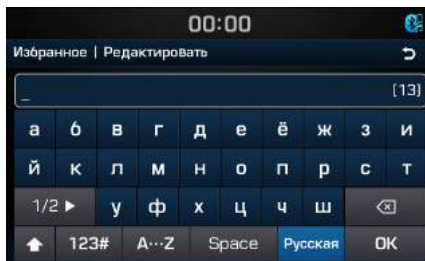 00:00
Избранное | Редактировать
_ (13)
а б в г д е ё ж з и
й к л м н о п р с т
1/2 ▶ у ф х ц ч ш
123# A···Z Space Русская OK